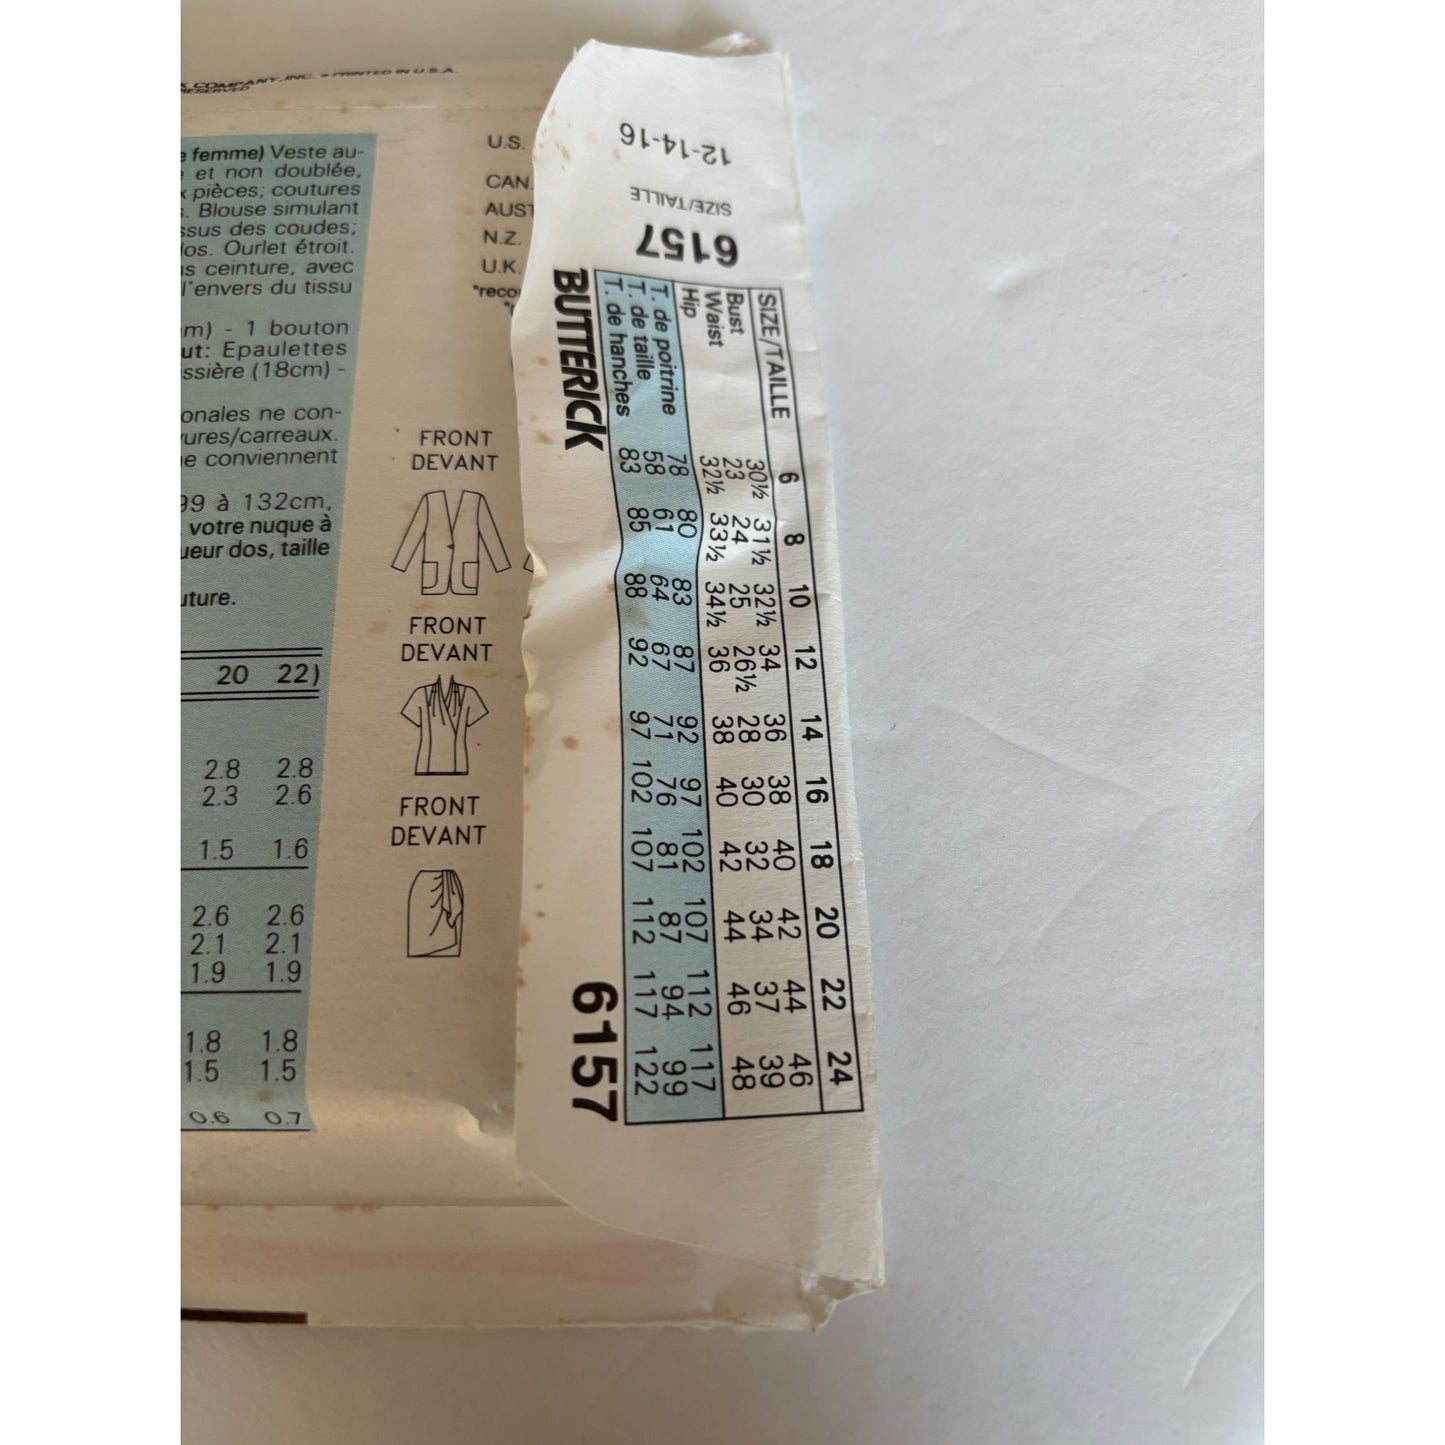 K COMPANY, INC. • PRINTED IN U.S.A.
RESERVED
femme) Veste au-
et non doublée,
x pièces; coutures
. Blouse simulant
ssus des coudes;
los. Ourlet étroit.
ns ceinture, avec
l'envers du tissu
m) - 1 bouton
ut: Epaulettes
ssière (18cm) -
onales ne con-
ures/carreaux.
ne conviennent
99 à 132cm,
votre nuque à
ueur dos, taille
uture.
20 22)
2.8 2.8
2.3 2.6
1.5 1.6
2.6 2.6
2.1 2.1
1.9 1.9
1.8 1.8
1.5 1.5
0.6 0.7
U.S.
CAN.
AUST
N.Z.
U.K.
*reco
FRONT
DEVANT
FRONT
DEVANT
FRONT
DEVANT
12-14-16
SIZE/TAILLE
6157
SIZE/TAILLE 6 8 10 12 14 16 18 20 22 24
Bust 30½ 31½ 32½ 34 36 38 40 42 44 46
Waist 23 24 25 26½ 28 30 32 34 37 39
Hip 32½ 33½ 34½ 36 38 40 42 44 46 48
T. de poitrine 78 80 83 87 92 97 102 107 112 117
T. de taille 58 61 64 67 71 76 81 87 94 99
T. de hanches 83 85 88 92 97 102 107 112 117 122
BUTTERICK 6157